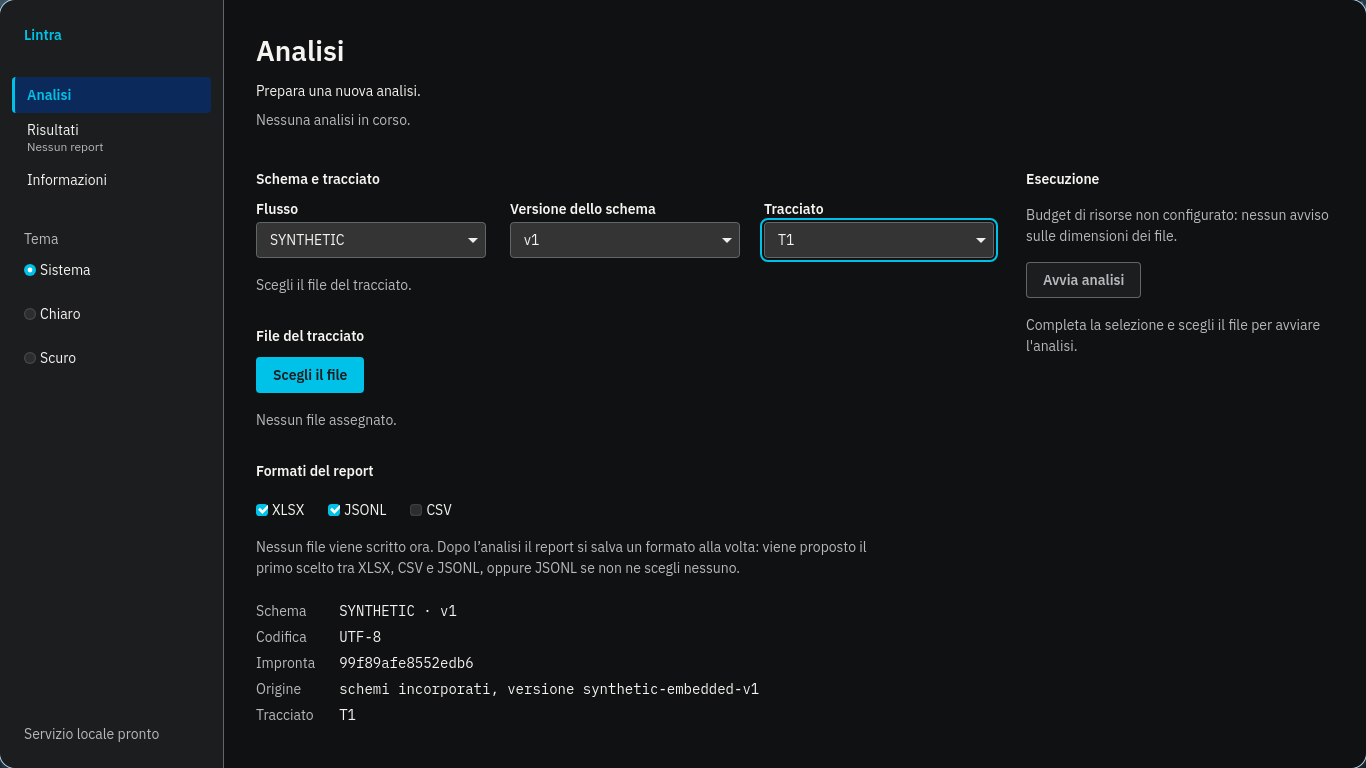 Lintra
Analisi
Risultati
Nessun report
Informazioni
Tema
Sistema
Chiaro
Scuro
Servizio locale pronto
Analisi
Prepara una nuova analisi.
Nessuna analisi in corso.
Schema e tracciato
Flusso
SYNTHETIC
Versione dello schema
v1
Tracciato
T1
Scegli il file del tracciato.
File del tracciato
Scegli il file
Nessun file assegnato.
Formati del report
XLSX
JSONL
CSV
Nessun file viene scritto ora. Dopo l’analisi il report si salva un formato alla volta: viene proposto il
primo scelto tra XLSX, CSV e JSONL, oppure JSONL se non ne scegli nessuno.
Schema SYNTHETIC · v1
Codifica UTF-8
Impronta 99f89afe8552edb6
Origine schemi incorporati, versione synthetic-embedded-v1
Tracciato T1
Esecuzione
Budget di risorse non configurato: nessun avviso
sulle dimensioni dei file.
Avvia analisi
Completa la selezione e scegli il file per avviare
l'analisi.